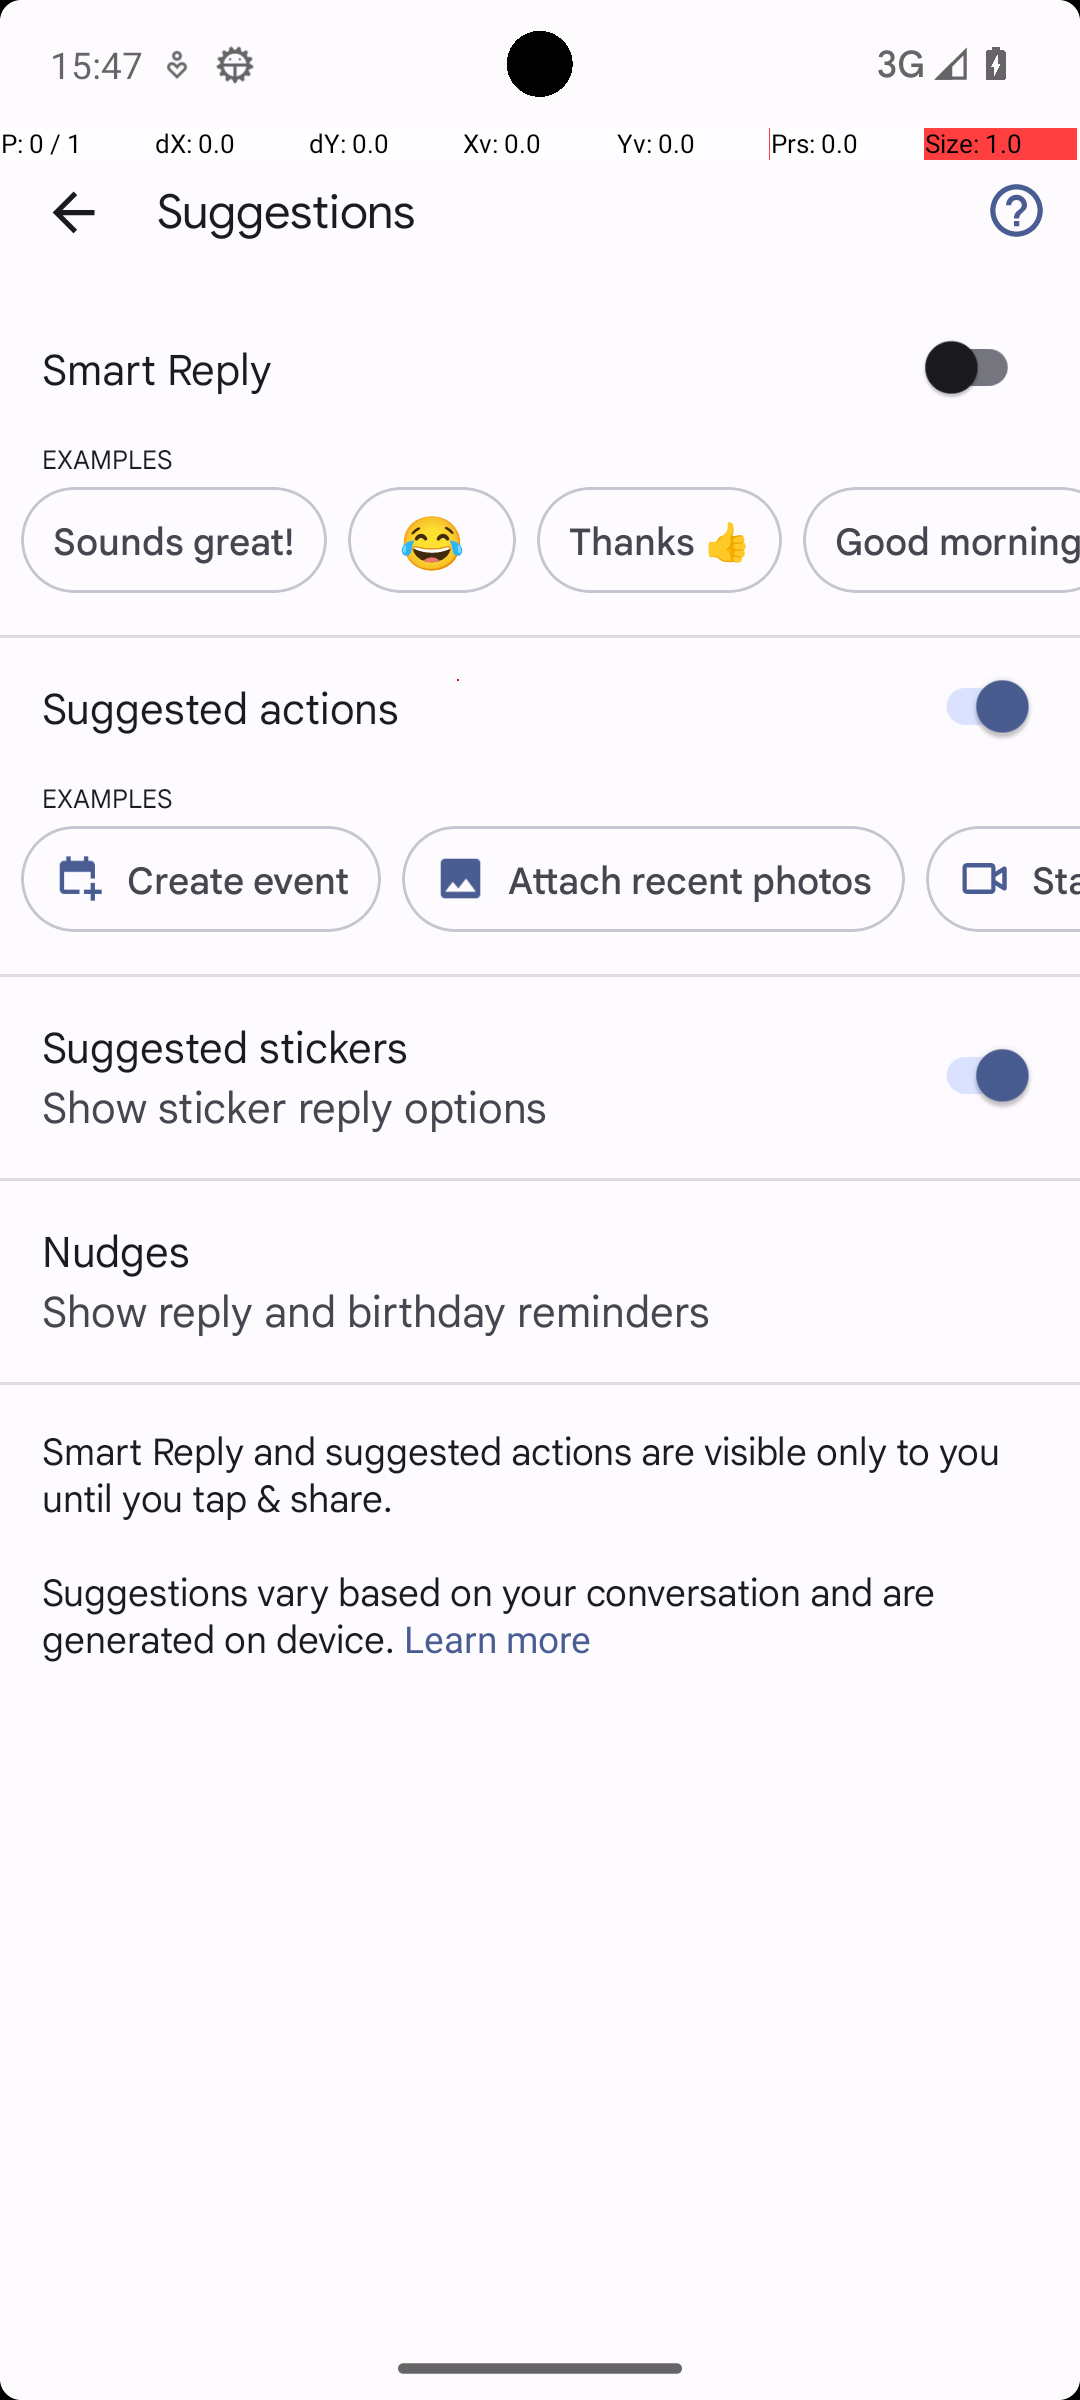 15:47
3G
P: 0 / 1 dX: 0.0 dY: 0.0 Xv: 0.0 Yv: 0.0 Prs: 0.0 Size: 1.0
Suggestions
Smart Reply
EXAMPLES
Sounds great! 😂 Thanks 👍 Good morning
Suggested actions
EXAMPLES
Create event Attach recent photos Sta
Suggested stickers
Show sticker reply options
Nudges
Show reply and birthday reminders
Smart Reply and suggested actions are visible only to you
until you tap & share.
Suggestions vary based on your conversation and are
generated on device. Learn more